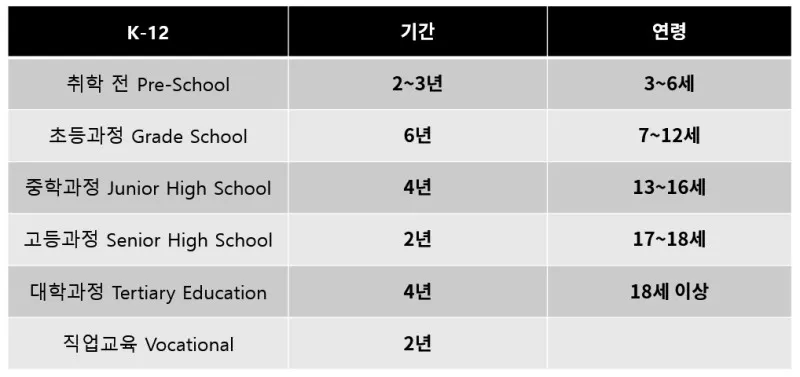 K-12 기간 연령
취학 전 Pre-School 2~3년 3~6세
초등과정 Grade School 6년 7~12세
중학과정 Junior High School 4년 13~16세
고등과정 Senior High School 2년 17~18세
대학과정 Tertiary Education 4년 18세 이상
직업교육 Vocational 2년